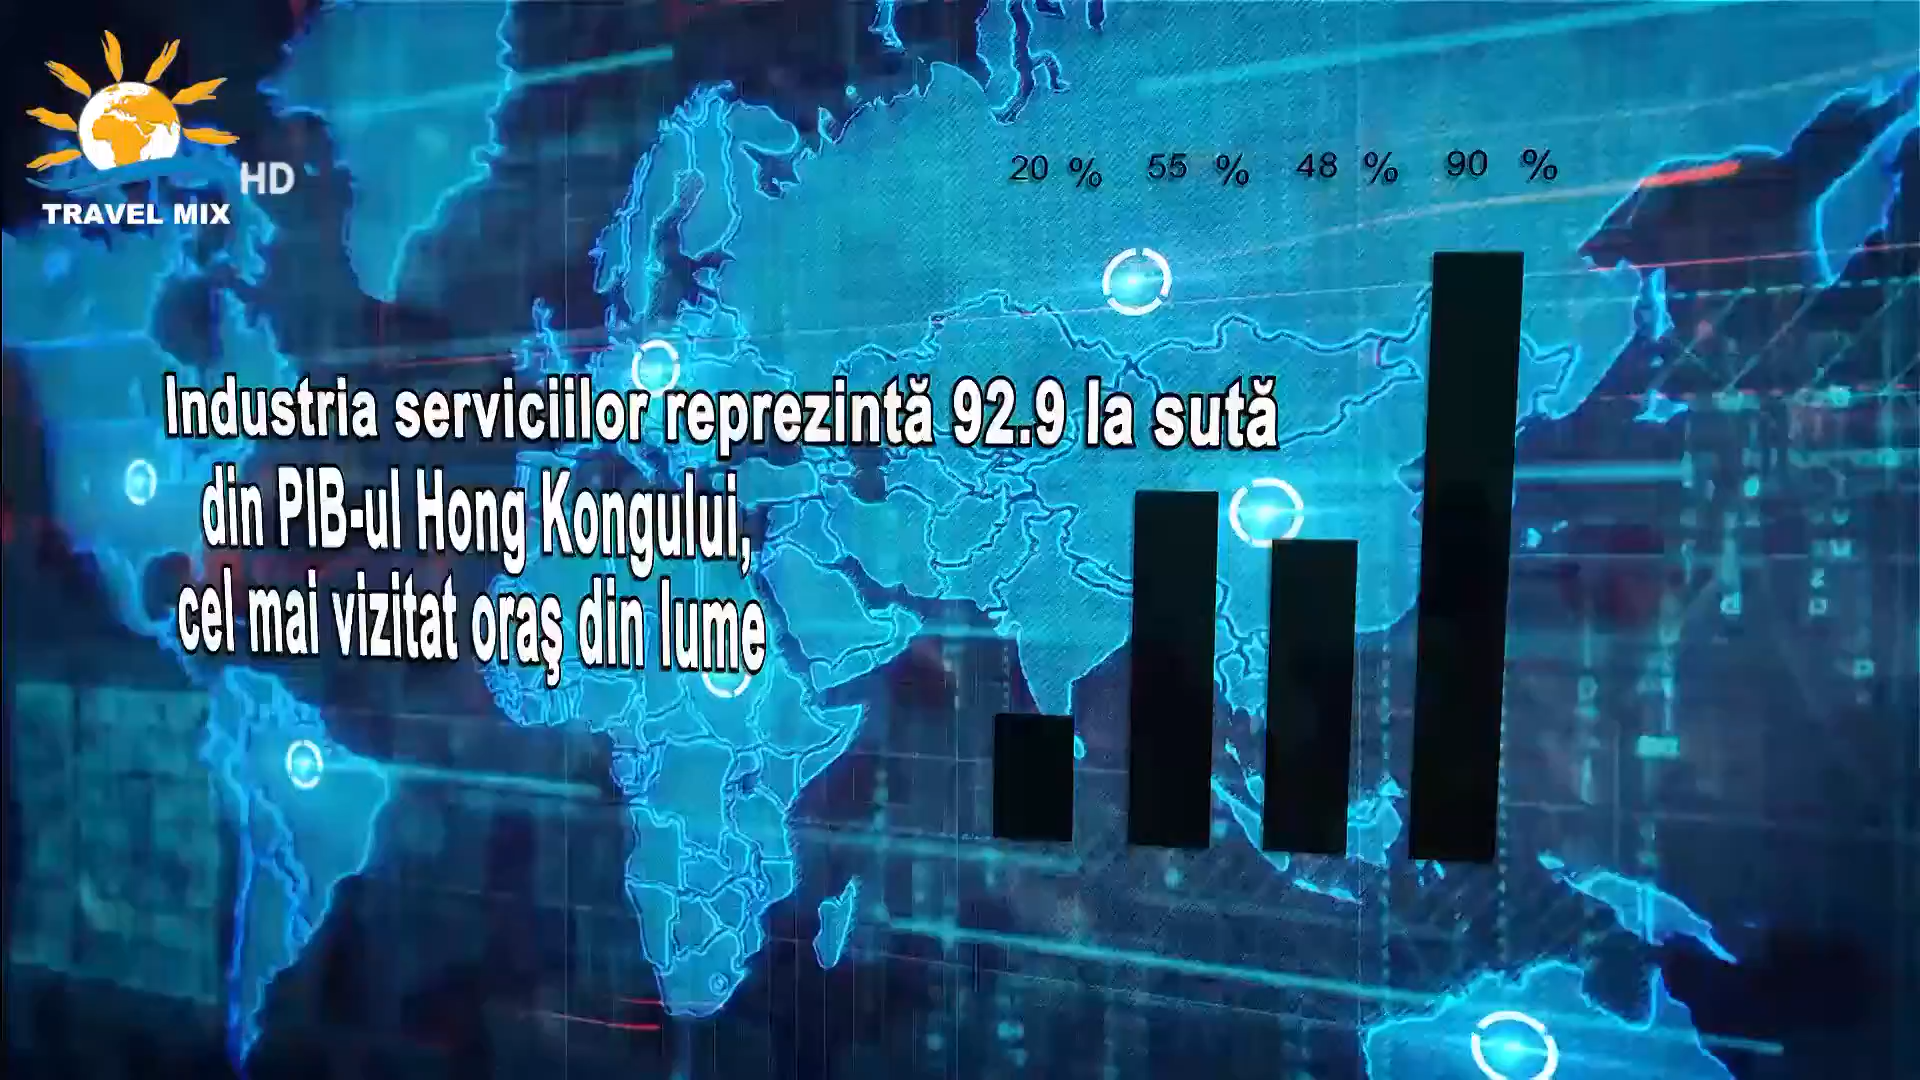 HD
TRAVEL MIX
20 % 55 % 48 % 90 %
Industria serviciilor reprezintă 92.9 la sută
din PIB-ul Hong Kongului,
cel mai vizitat oraş din lume